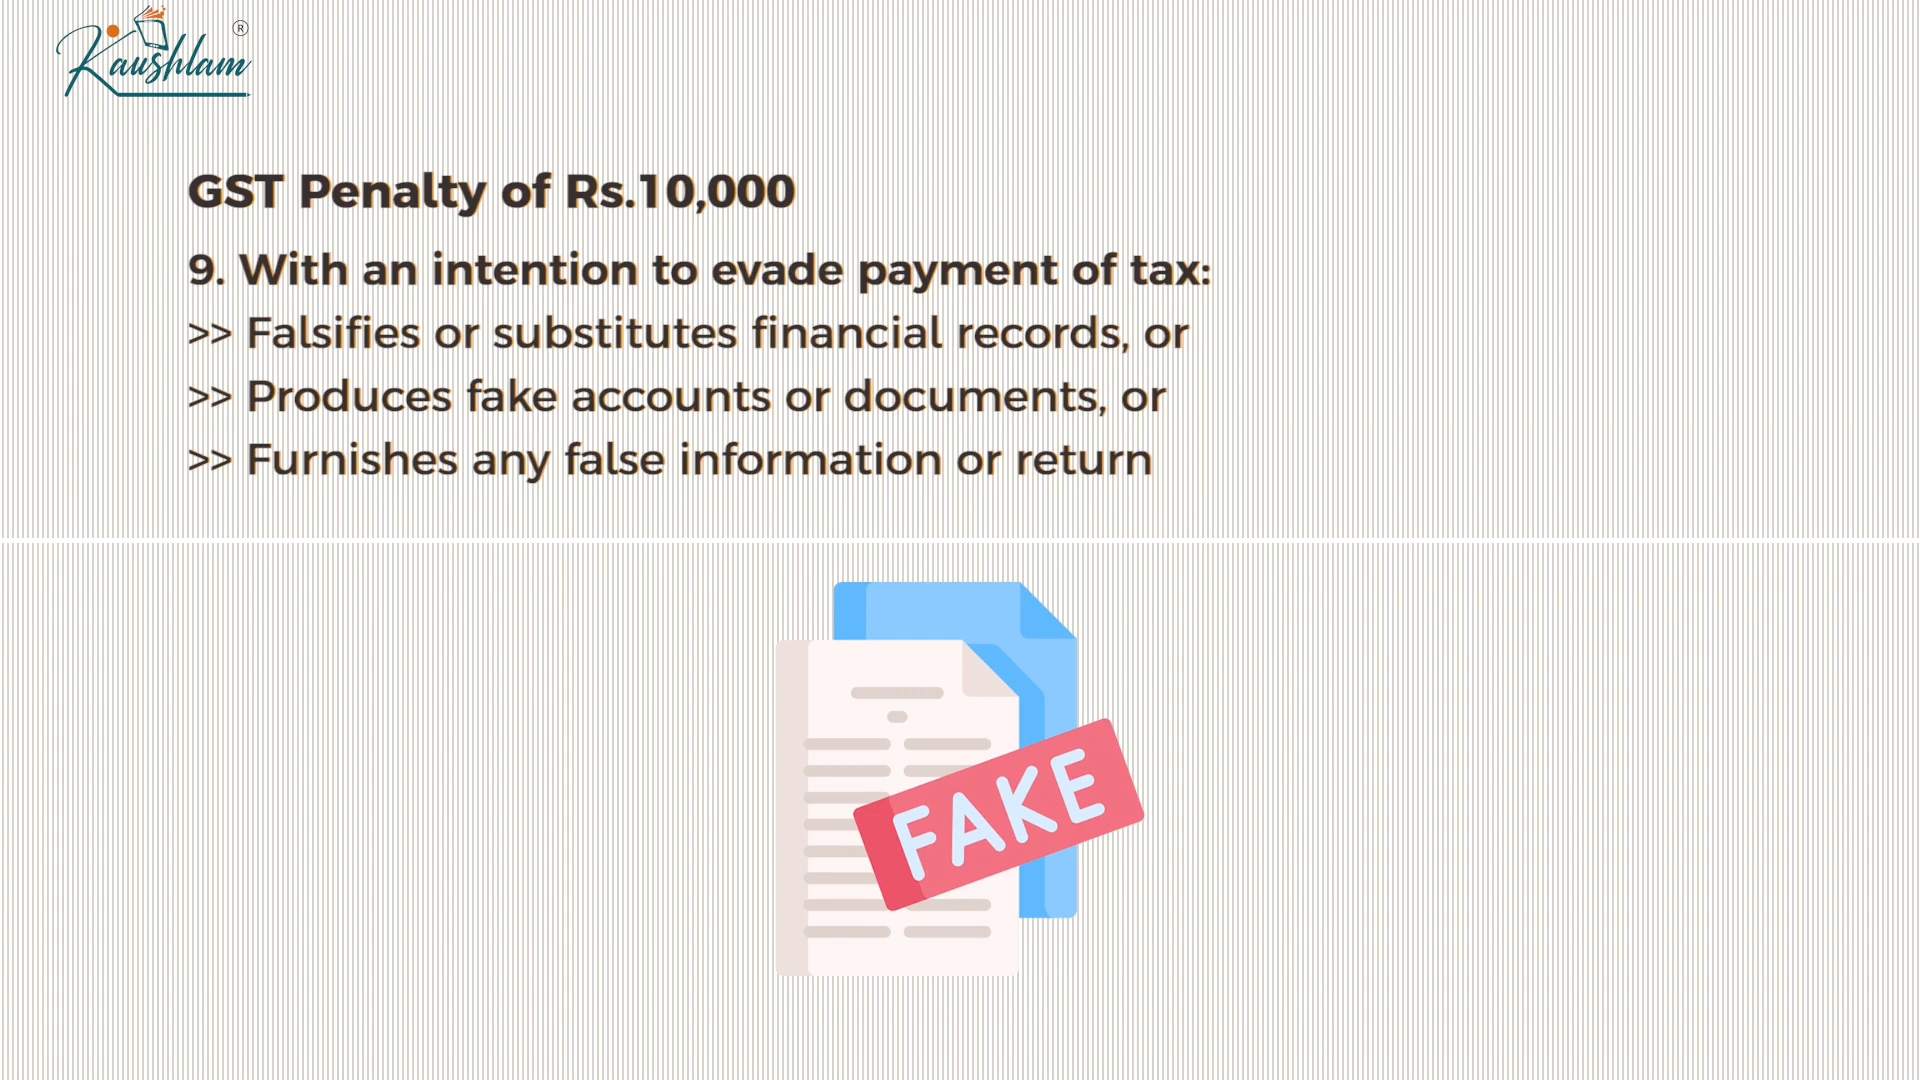 Kaushlam ®
GST Penalty of Rs.10,000
9. With an intention to evade payment of tax:
>> Falsifies or substitutes financial records, or
>> Produces fake accounts or documents, or
>> Furnishes any false information or return
FAKE